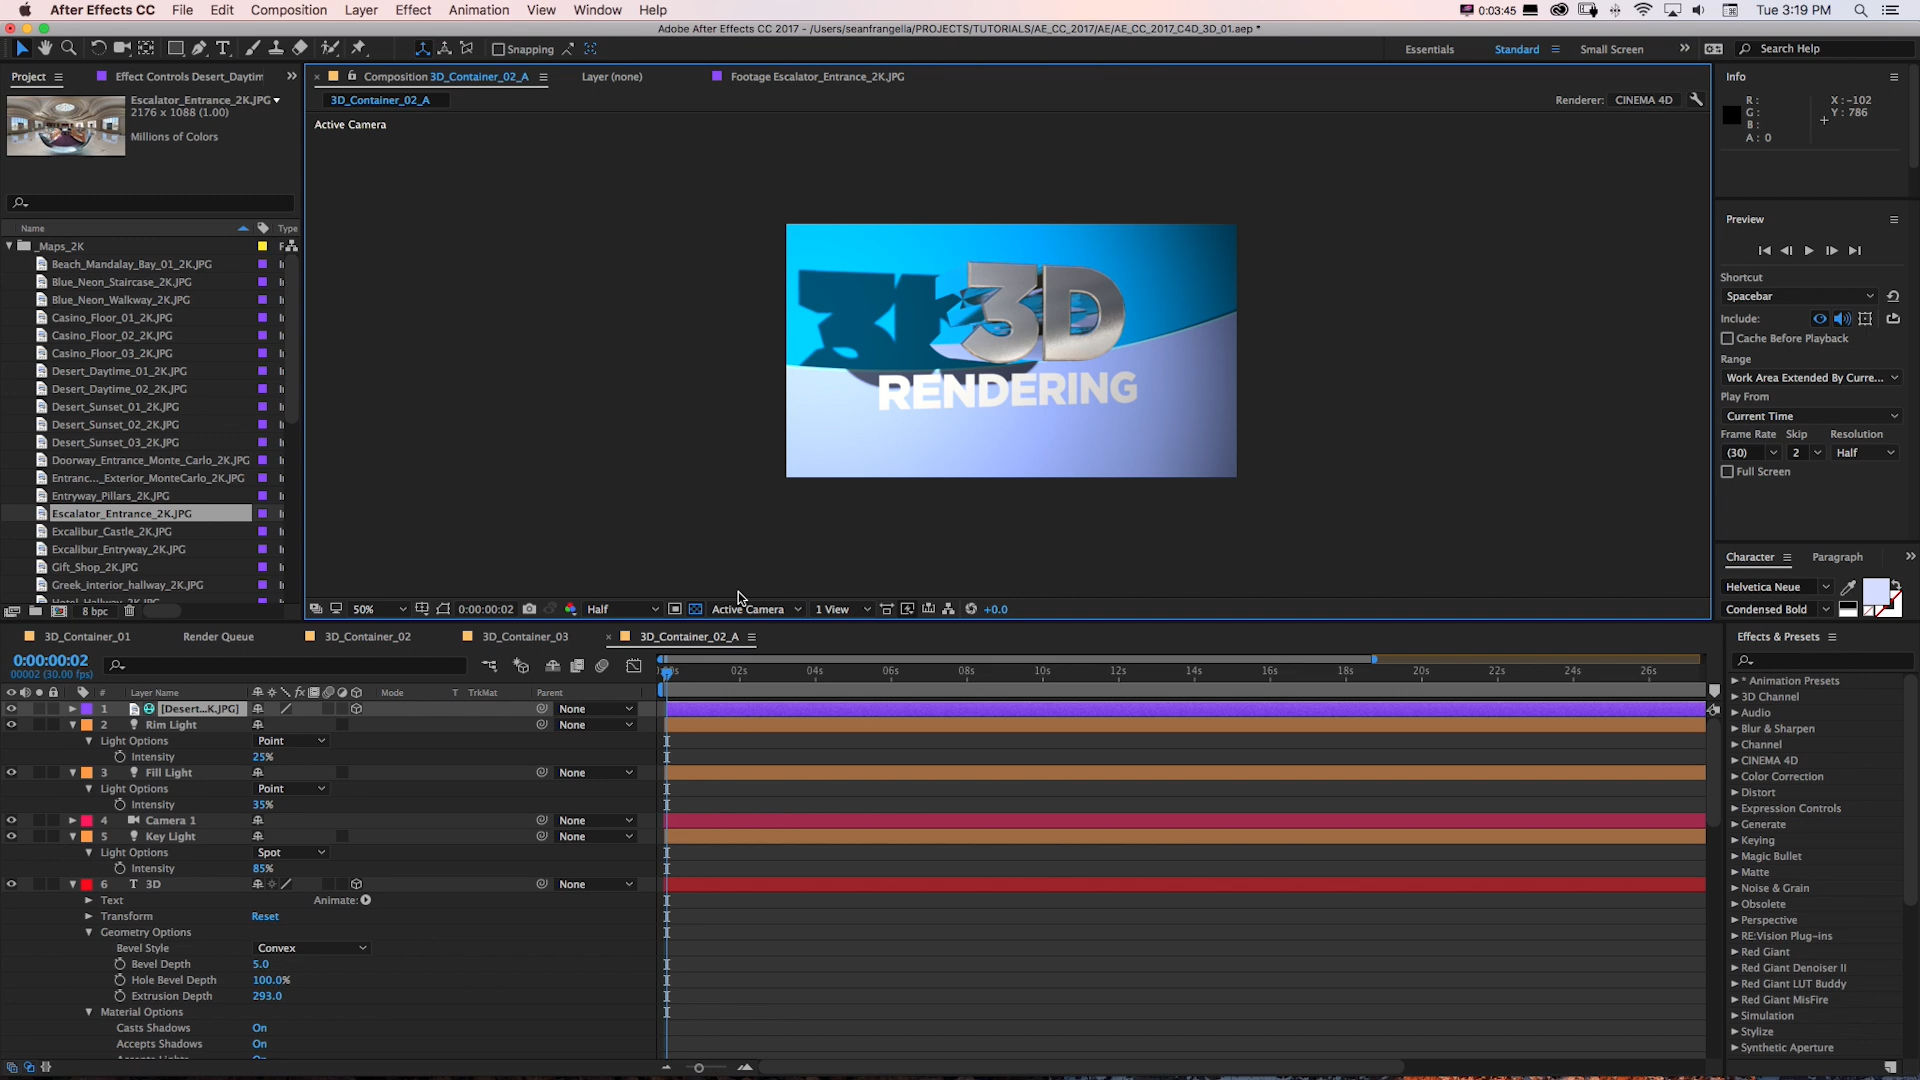 After Effects CC File Edit Composition Layer Effect Animation View Window Help 0:03:45 Tue 3:19 PM
Adobe After Effects CC 2017 - /Users/seanfrangella/PROJECTS/TUTORIALS/AE_CC_2017/AE/AE_CC_2017_C4D_3D_01.aep *
Snapping Essentials Standard Small Screen Search Help
Project Effect Controls Desert_Daytim Composition 3D_Container_02_A Layer (none) Footage Escalator_Entrance_2K.JPG Info
Escalator_Entrance_2K.JPG
2176 x 1088 (1.00)
Millions of Colors
3D_Container_02_A Renderer: CINEMA 4D
Active Camera
R:
G:
B:
A: 0
X: -102
Y: 786
Name Type
_Maps_2K
Beach_Mandalay_Bay_01_2K.JPG
Blue_Neon_Staircase_2K.JPG
Blue_Neon_Walkway_2K.JPG
Casino_Floor_01_2K.JPG
Casino_Floor_02_2K.JPG
Casino_Floor_03_2K.JPG
Desert_Daytime_01_2K.JPG
Desert_Daytime_02_2K.JPG
Desert_Sunset_01_2K.JPG
Desert_Sunset_02_2K.JPG
Desert_Sunset_03_2K.JPG
Doorway_Entrance_Monte_Carlo_2K.JPG
Entranc..._Exterior_MonteCarlo_2K.JPG
Entryway_Pillars_2K.JPG
Escalator_Entrance_2K.JPG
Excalibur_Castle_2K.JPG
Excalibur_Entryway_2K.JPG
Gift_Shop_2K.JPG
Greek_interior_hallway_2K.JPG
8 bpc
3D
RENDERING
50% 0:00:00:02 Half Active Camera 1 View +0.0
Preview
Shortcut
Spacebar
Include:
Cache Before Playback
Range
Work Area Extended By Curre...
Play From
Current Time
Frame Rate Skip Resolution
(30) 2 Half
Full Screen
Character Paragraph
Helvetica Neue
Condensed Bold
3D_Container_01 Render Queue 3D_Container_02 3D_Container_03 3D_Container_02_A
0:00:00:02
00002 (30.00 fps)
02s 04s 06s 08s 10s 12s 14s 16s 18s 20s 22s 24s 26s
# Layer Name Mode T TrkMat Parent
1 [Desert...K.JPG] None
2 Rim Light None
Light Options Point
Intensity 25%
3 Fill Light None
Light Options Point
Intensity 35%
4 Camera 1 None
5 Key Light None
Light Options Spot
Intensity 85%
6 T 3D None
Text Animate:
Transform Reset
Geometry Options
Bevel Style Convex
Bevel Depth 5.0
Hole Bevel Depth 100.0%
Extrusion Depth 293.0
Material Options
Casts Shadows On
Accepts Shadows On
Effects & Presets
* Animation Presets
3D Channel
Audio
Blur & Sharpen
Channel
CINEMA 4D
Color Correction
Distort
Expression Controls
Generate
Keying
Magic Bullet
Matte
Noise & Grain
Obsolete
Perspective
RE:Vision Plug-ins
Red Giant
Red Giant Denoiser II
Red Giant LUT Buddy
Red Giant MisFire
Simulation
Stylize
Synthetic Aperture